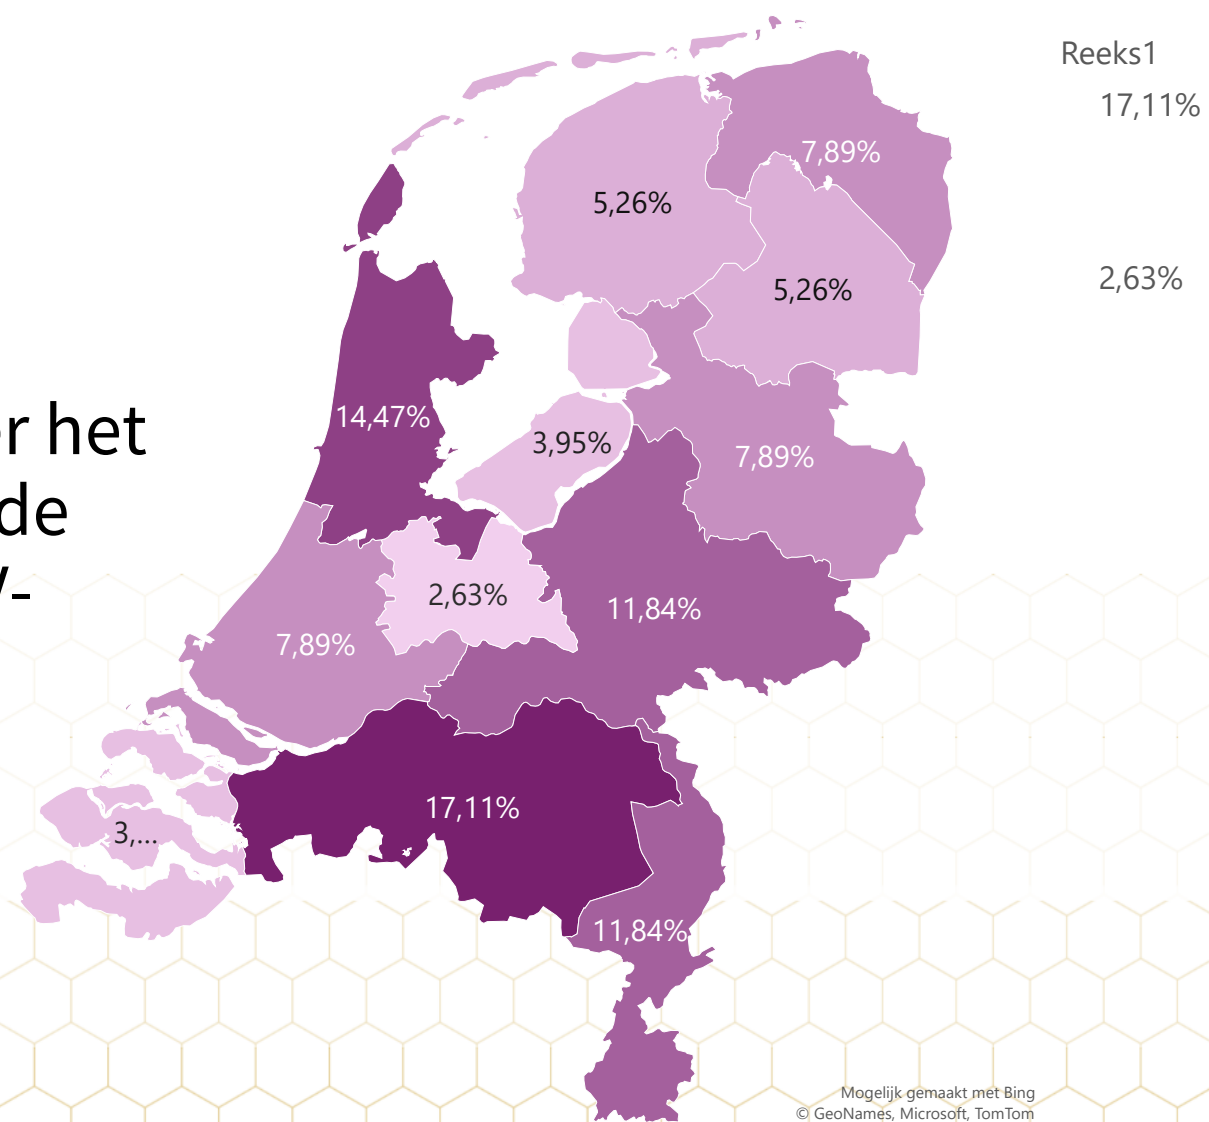 Reeks1
17,11%
7,89%
5,26%
2,63%
5,26%
14,47%
r het
3,95%
7,89%
de
2,63%
11,84%
7,89%
17,11%
3,...
11,84%
Mogelijk gemaakt met Bing
© GeoNames, Microsoft, TomTom